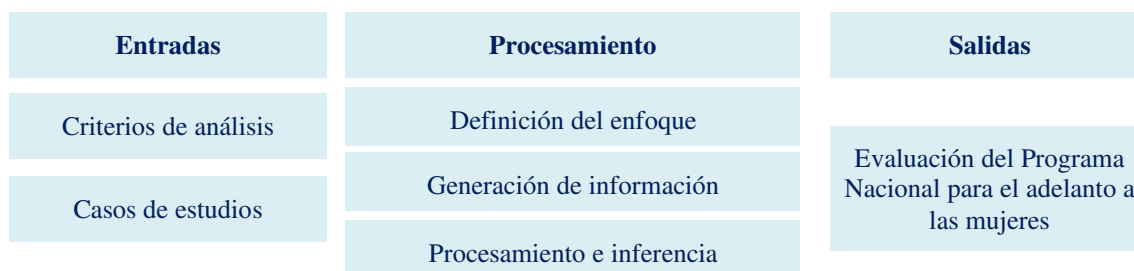 Entradas
Criterios de análisis
Casos de estudios
Procesamiento
Definición del enfoque
Generación de información
Procesamiento e inferencia
Salidas
Evaluación del Programa
Nacional para el adelanto a
las mujeres